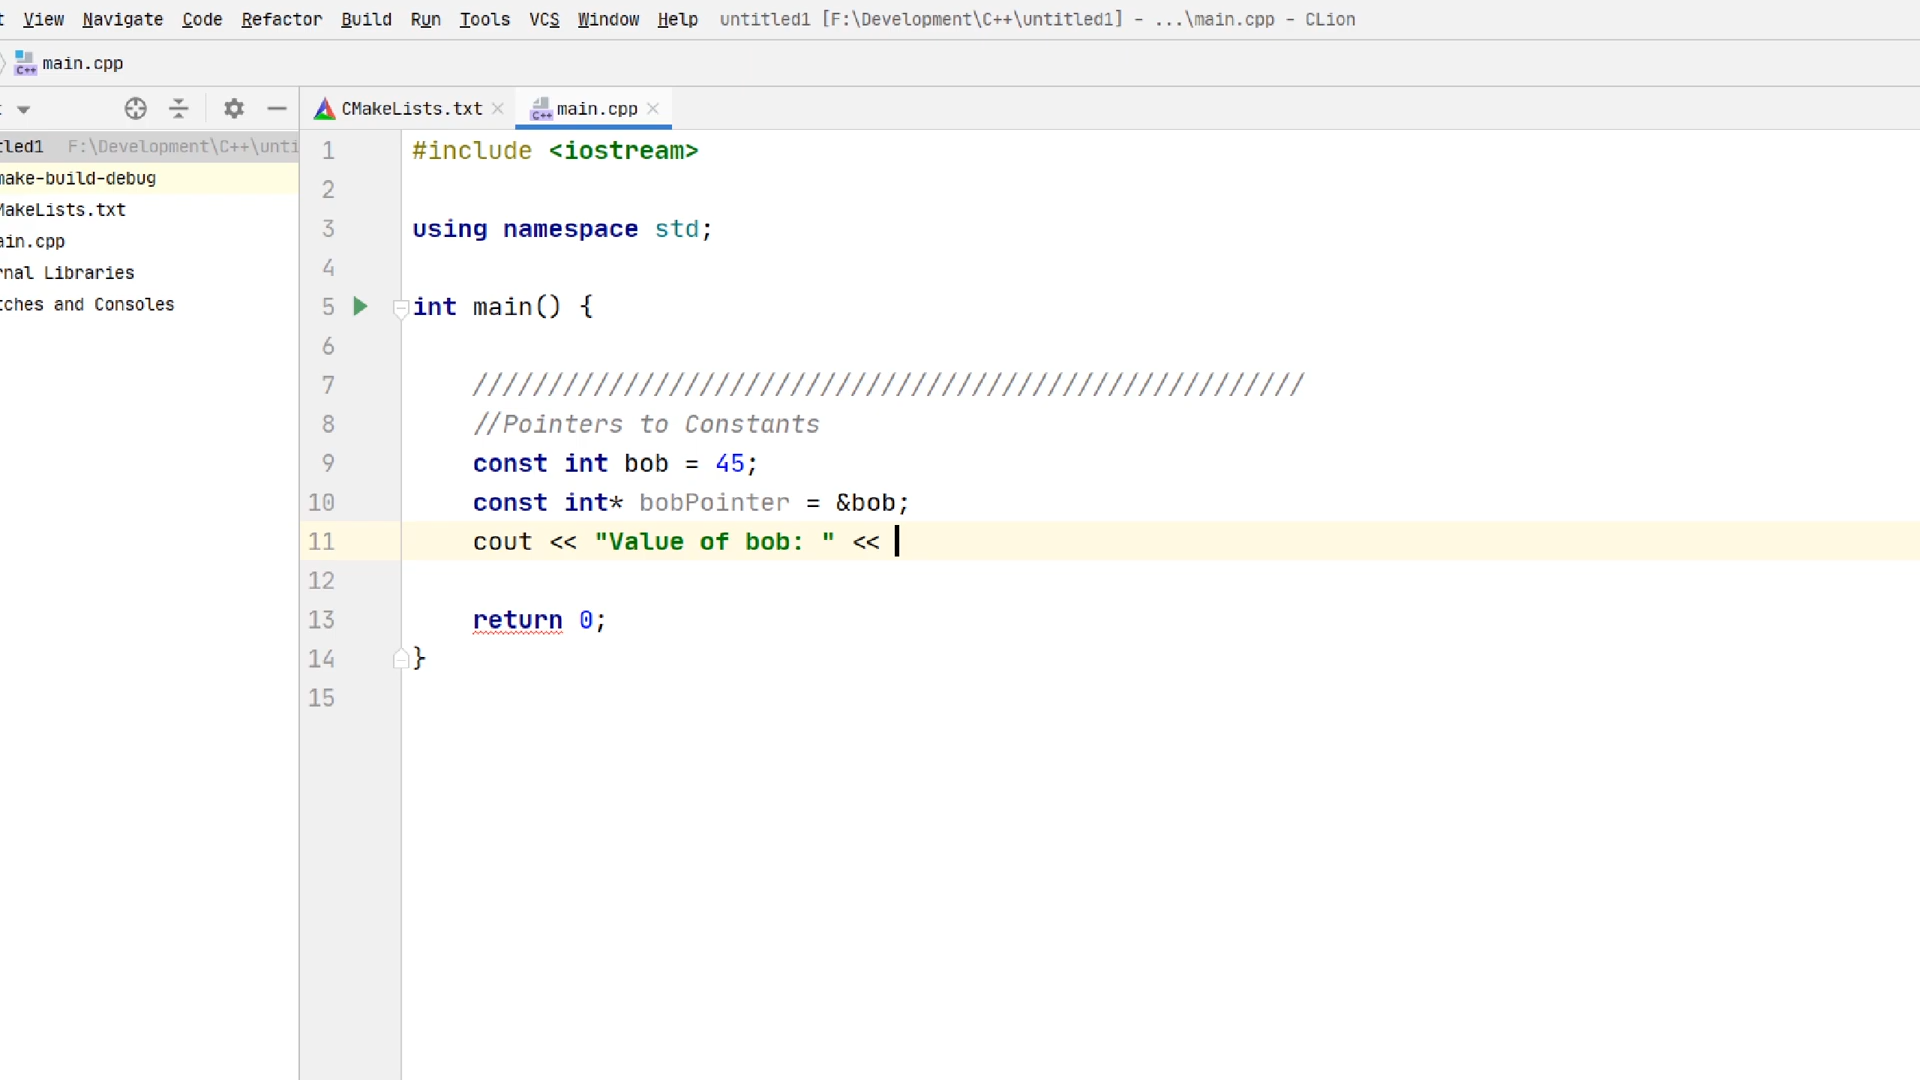 View Navigate Code Refactor Build Run Tools VCS Window Help untitled1 [F:\Development\C++\untitled1] - ...\main.cpp - CLion
main.cpp
CMakeLists.txt main.cpp
tled1 F:\Development\C++\unti
make-build-debug
MakeLists.txt
ain.cpp
rnal Libraries
tches and Consoles
1 #include <iostream>
2
3 using namespace std;
4
5 int main() {
6
7 ///////////////////////////////////////////////////////
8 //Pointers to Constants
9 const int bob = 45;
10 const int* bobPointer = &bob;
11 cout << "Value of bob: " <<
12
13 return 0;
14 }
15